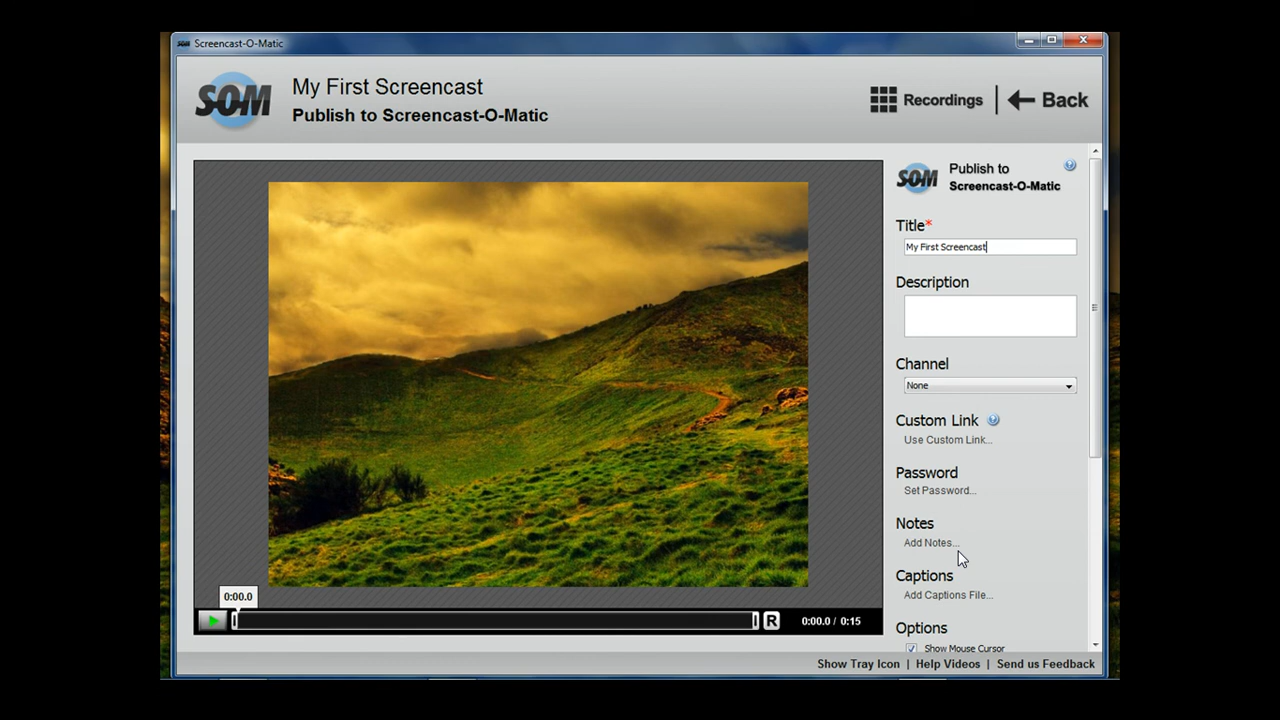 Screencast-O-Matic
SOM
My First Screencast
Publish to Screencast-O-Matic
Recordings
Back
SOM
Publish to
Screencast-O-Matic
Title*
My First Screencast
Description
Channel
None
Custom Link
Use Custom Link...
Password
Set Password...
Notes
Add Notes...
Captions
Add Captions File...
Options
Show Mouse Cursor
0:00.0
R
0:00.0 / 0:15
Show Tray Icon | Help Videos | Send us Feedback